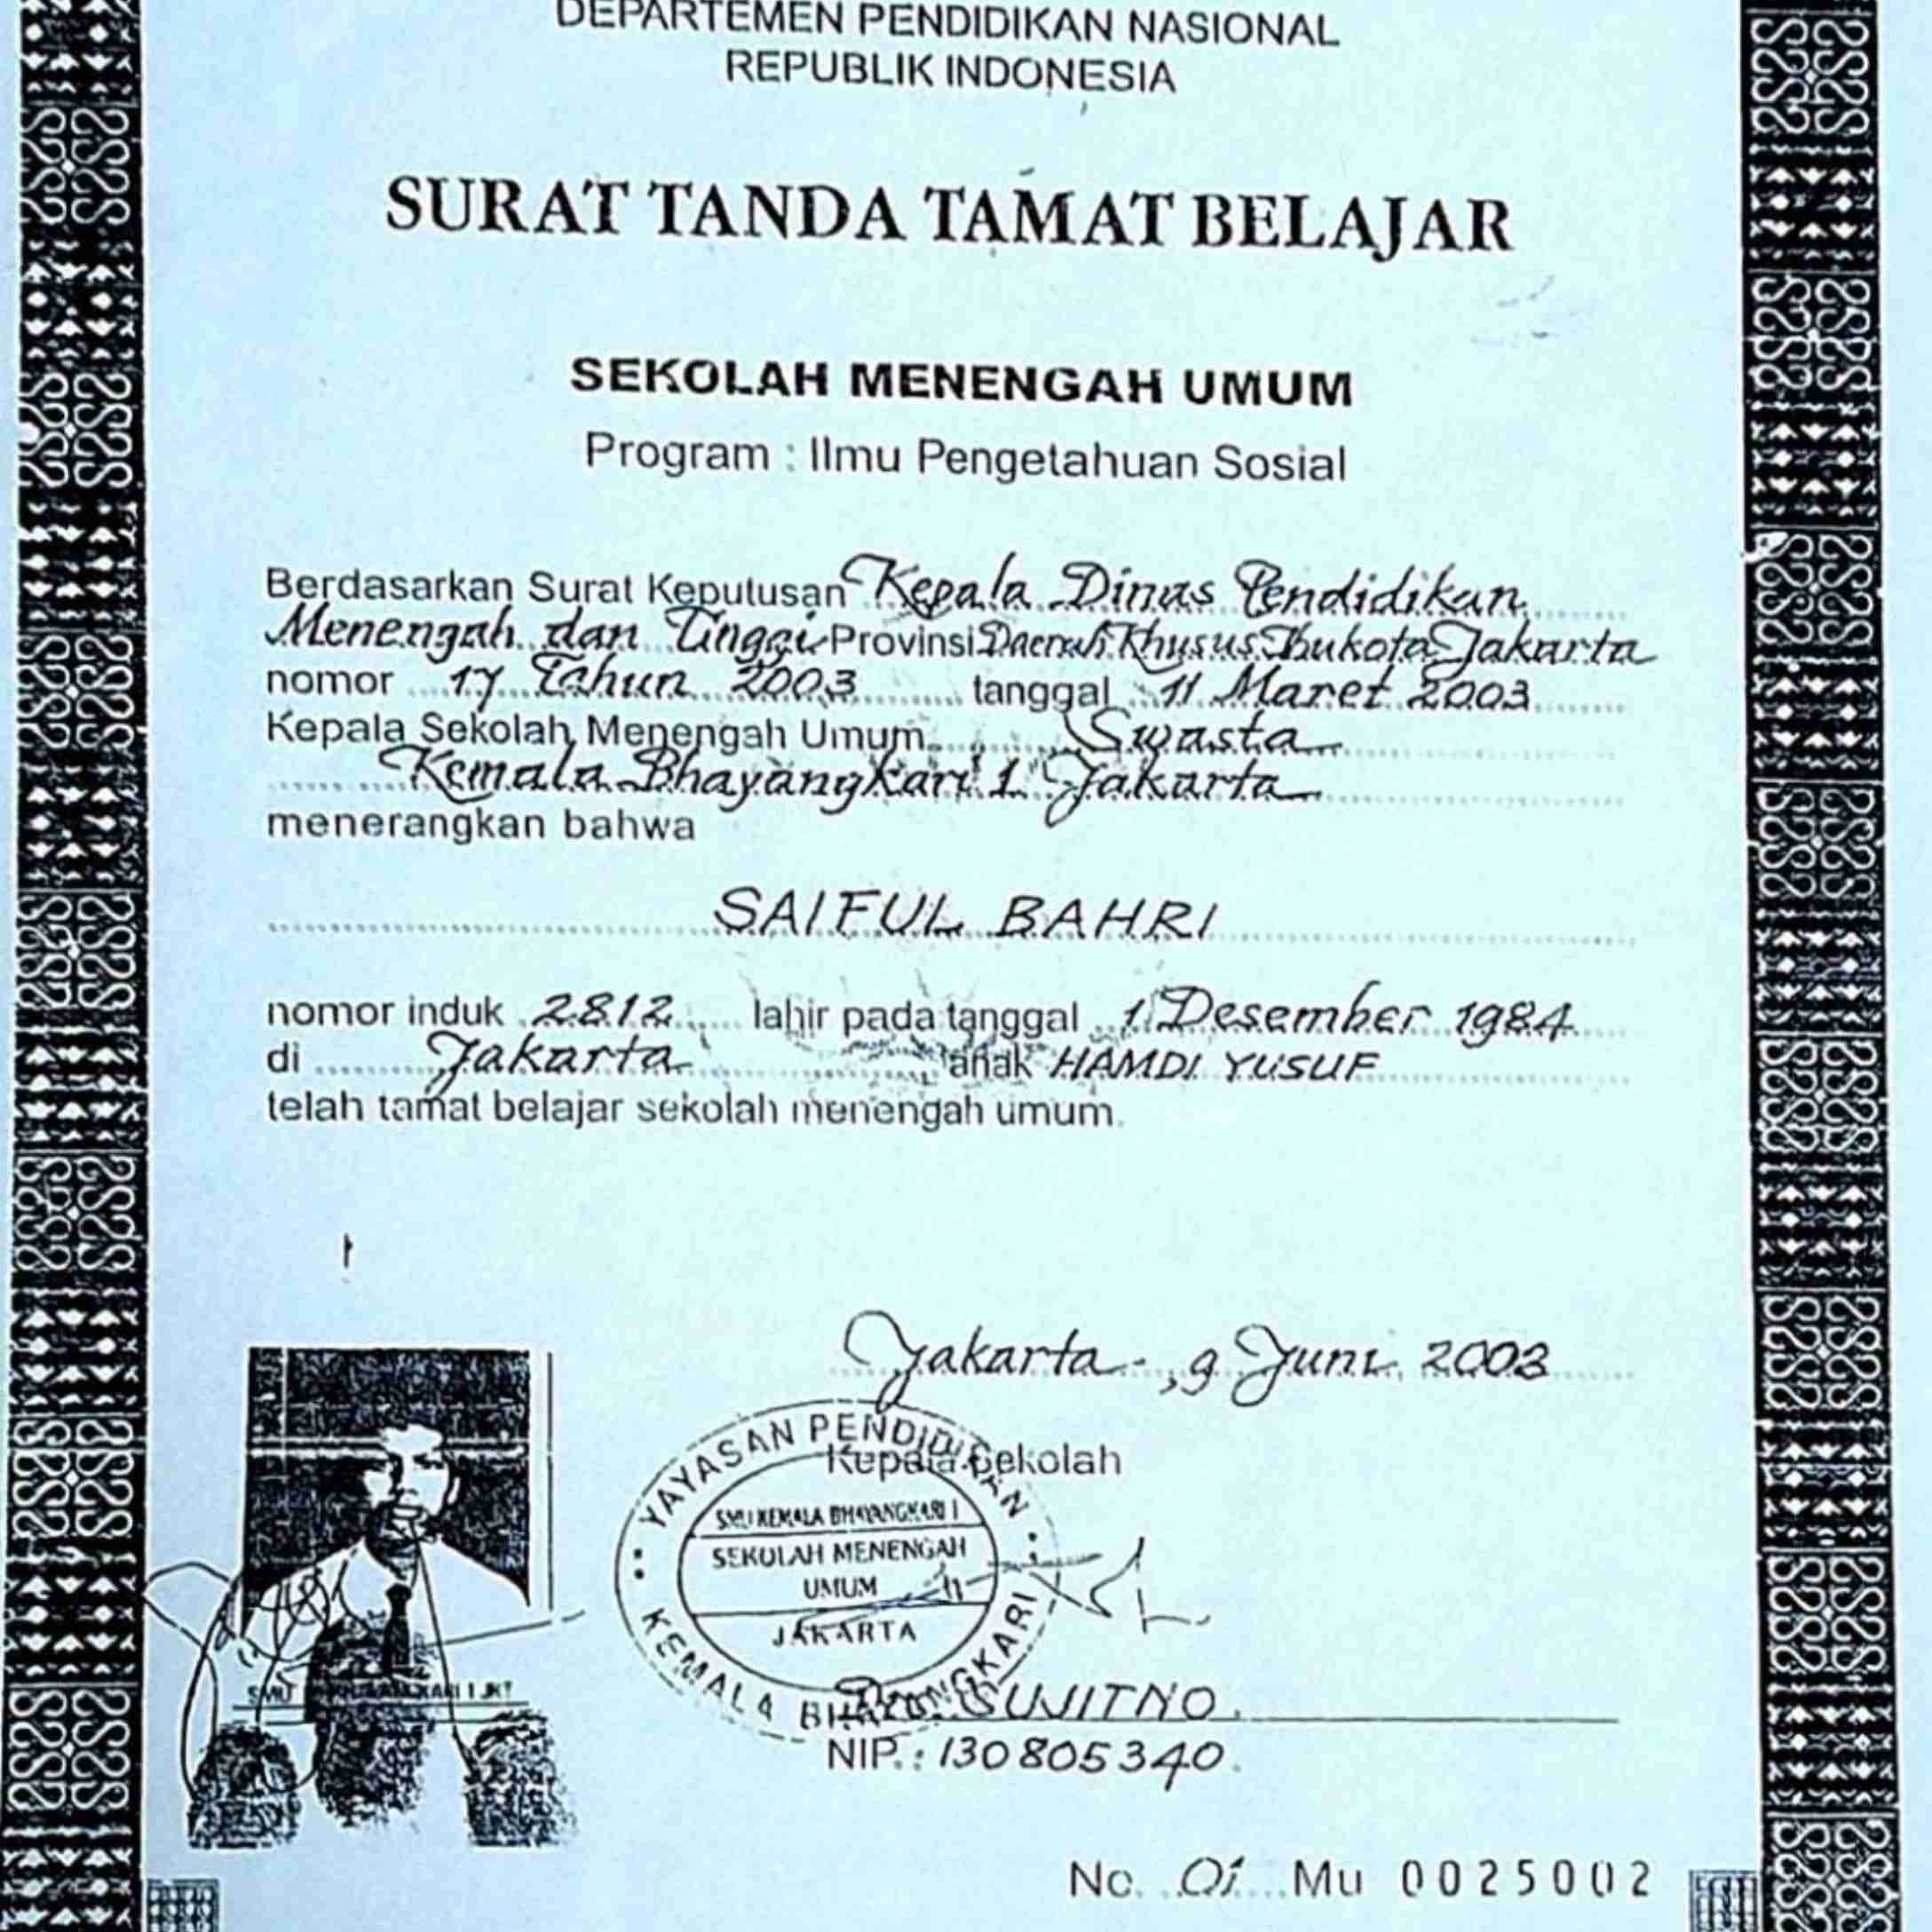 DEPARTEMEN PENDIDIKAN NASIONAL
REPUBLIK INDONESIA
SURAT TANDA TAMAT BELAJAR
SEKOLAH MENENGAH UMUM
Program : Ilmu Pengetahuan Sosial
Berdasarkan Surat Keputusan Kepala Dinas Pendidikan
Menengah dan Tinggi Provinsi Daerah Khusus Ibukota Jakarta
nomor 17 Tahun 2003 tanggal 11 Maret 2003
Kepala Sekolah Menengah Umum Swasta
Kemala Bhayangkari 1 Jakarta
menerangkan bahwa
SAIFUL BAHRI
nomor induk 2812 lahir pada tanggal 1 Desember 1984
di Jakarta anak HAMDI YUSUF
telah tamat belajar sekolah menengah umum.
Jakarta, 9 Juni 2003
Kepala Sekolah
YAYASAN PENDIDIKAN
SMU KEMALA BHAYANGKARI I
SEKOLAH MENENGAH
UMUM
JAKARTA
KEMALA BHAYANGKARI
SUJITNO.
NIP.: 130805340.
SMU I JKT
No. 01 Mu 0025002